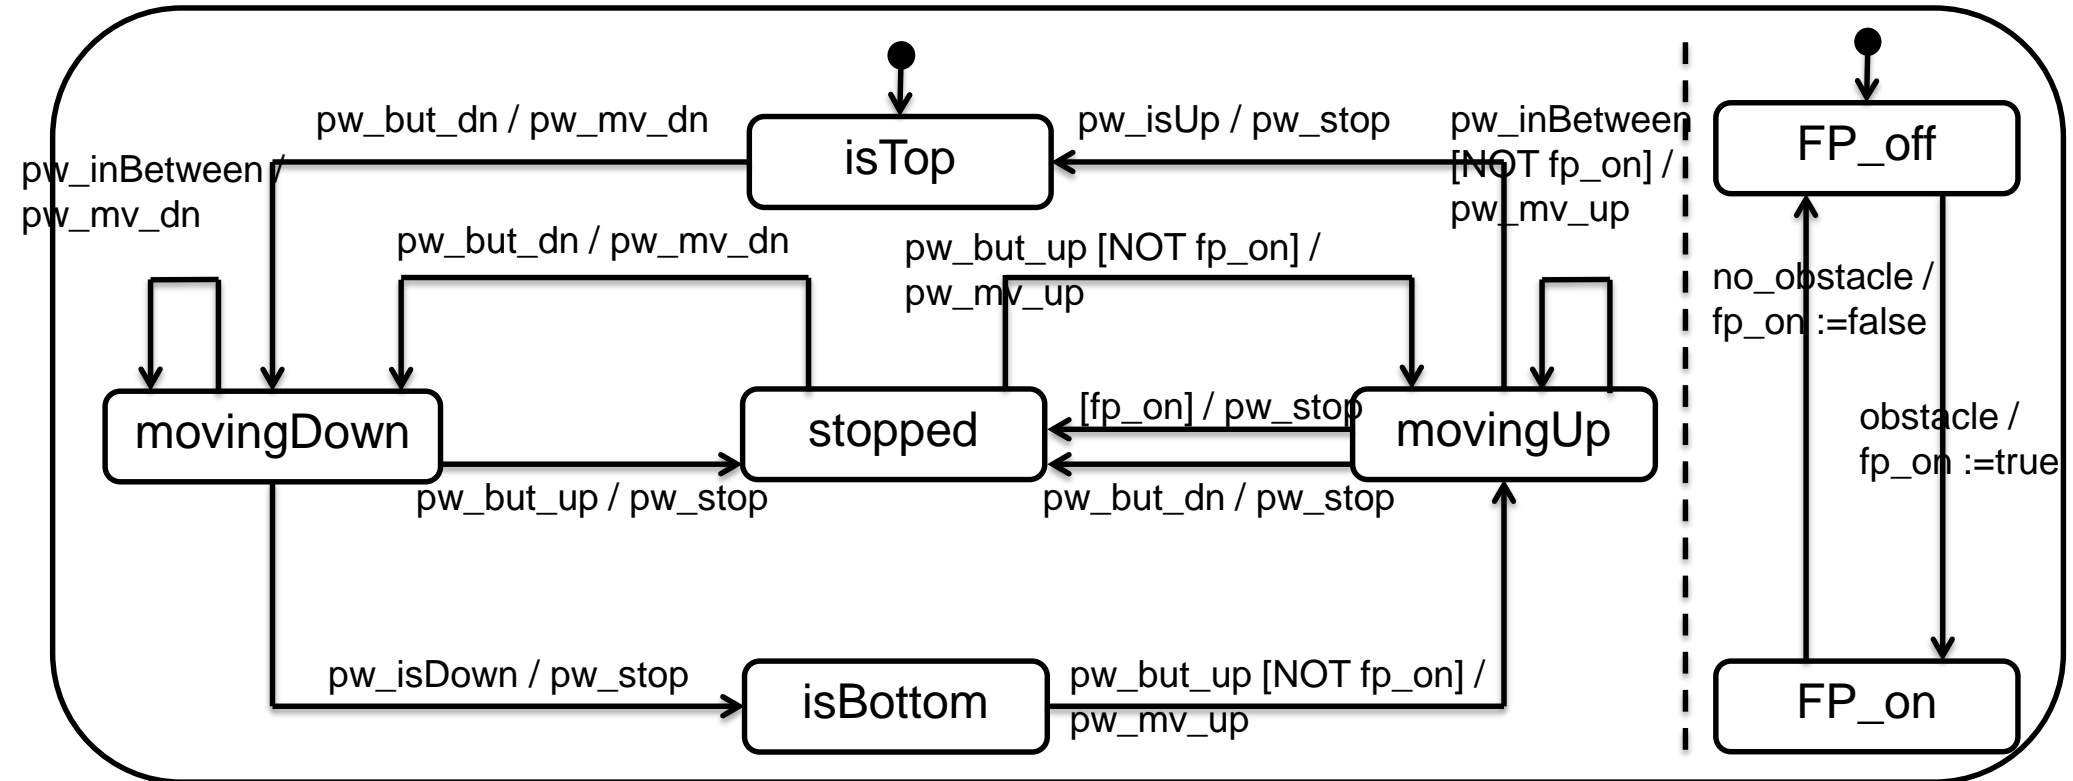 pw_but_dn / pw_mv_dn
isTop
pw_isUp / pw_stop
pw_inBetween
[NOT fp_on] /
pw_mv_up
FP_off
pw_inBetween /
pw_mv_dn
pw_but_dn / pw_mv_dn
pw_but_up [NOT fp_on] /
pw_mv_up
no_obstacle /
fp_on :=false
movingDown
stopped
[fp_on] / pw_stop
movingUp
obstacle /
fp_on :=true
pw_but_up / pw_stop
pw_but_dn / pw_stop
pw_isDown / pw_stop
isBottom
pw_but_up [NOT fp_on] /
pw_mv_up
FP_on